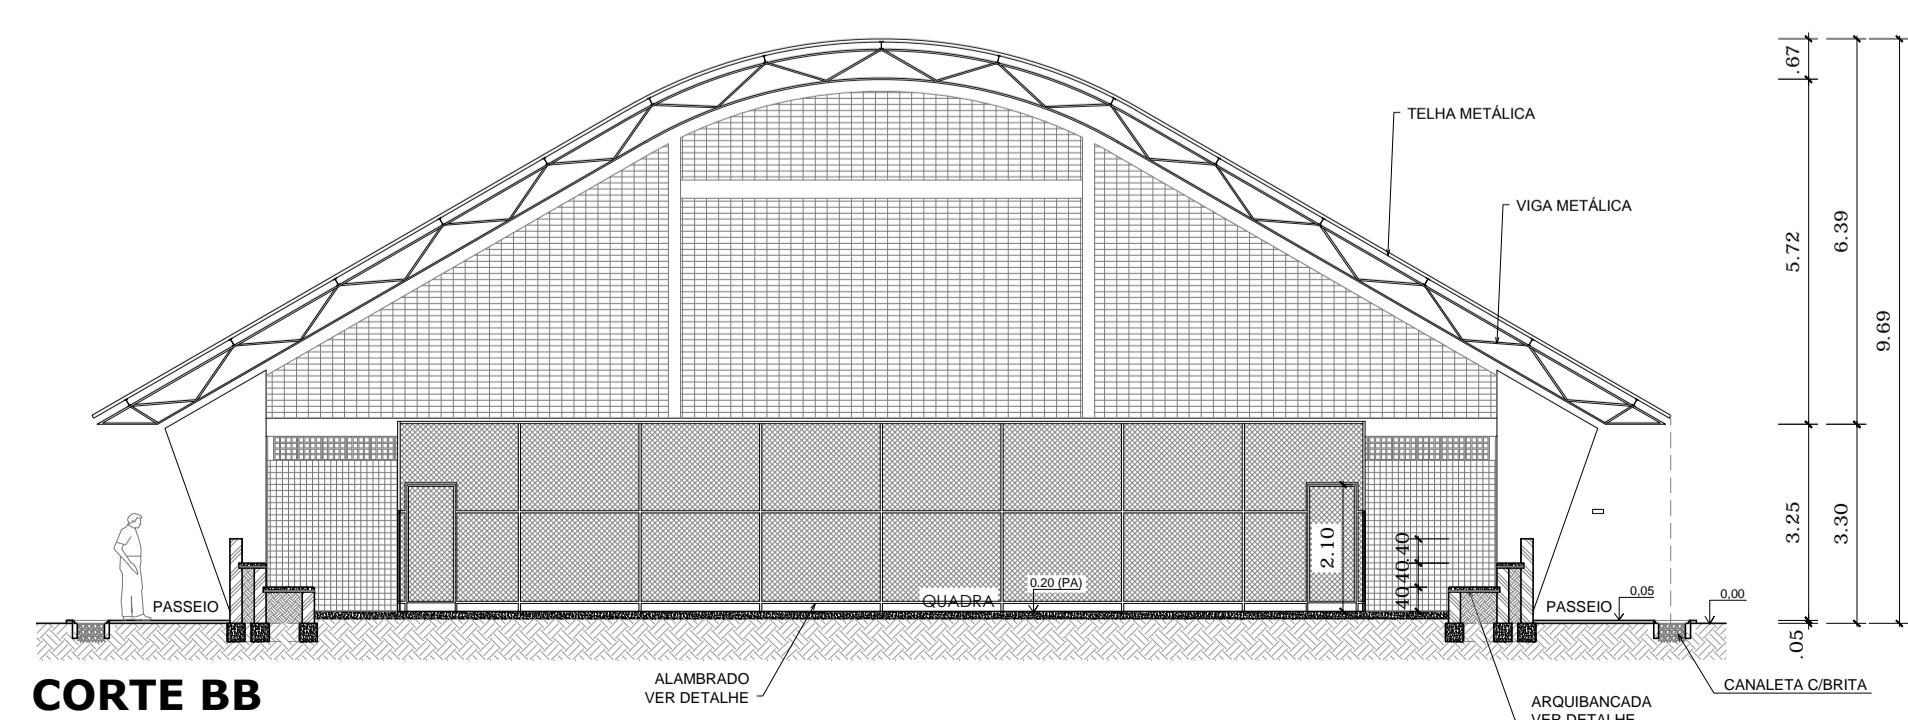 .67
TELHA METÁLICA
VIGA METÁLICA
5.72
6.39
9.69
2.10
40 40 40
3.25
3.30
0.20 (PA)
QUADRA
PASSEIO
PASSEIO
0,05
0,00
.05
ALAMBRADO
VER DETALHE
CANALETA C/BRITA
ARQUIBANCADA
VER DETALHE
CORTE BB